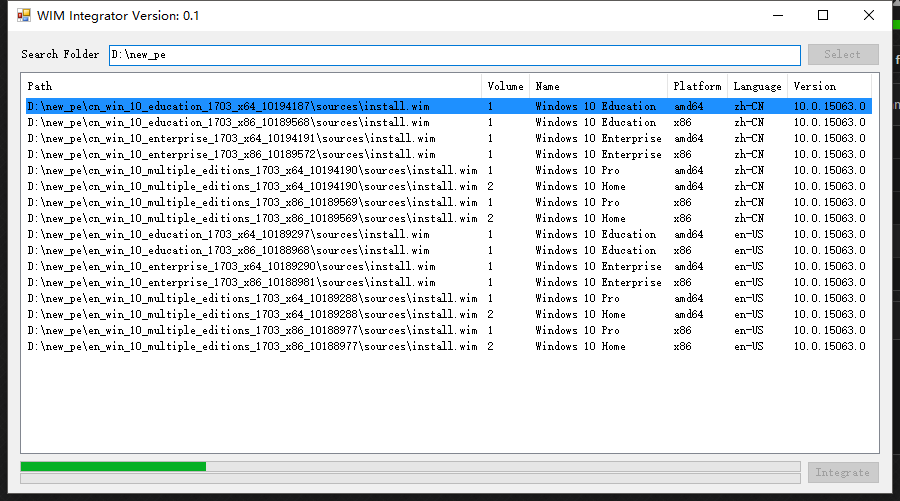 WIM Integrator Version: 0.1
Search Folder D:\new_pe Select
Path Volume Name Platform Language Version
D:\new_pe\cn_win_10_education_1703_x64_10194187\sources\install.wim 1 Windows 10 Education amd64 zh-CN 10.0.15063.0
D:\new_pe\cn_win_10_education_1703_x86_10189568\sources\install.wim 1 Windows 10 Education x86 zh-CN 10.0.15063.0
D:\new_pe\cn_win_10_enterprise_1703_x64_10194191\sources\install.wim 1 Windows 10 Enterprise amd64 zh-CN 10.0.15063.0
D:\new_pe\cn_win_10_enterprise_1703_x86_10189572\sources\install.wim 1 Windows 10 Enterprise x86 zh-CN 10.0.15063.0
D:\new_pe\cn_win_10_multiple_editions_1703_x64_10194190\sources\install.wim 1 Windows 10 Pro amd64 zh-CN 10.0.15063.0
D:\new_pe\cn_win_10_multiple_editions_1703_x64_10194190\sources\install.wim 2 Windows 10 Home amd64 zh-CN 10.0.15063.0
D:\new_pe\cn_win_10_multiple_editions_1703_x86_10189569\sources\install.wim 1 Windows 10 Pro x86 zh-CN 10.0.15063.0
D:\new_pe\cn_win_10_multiple_editions_1703_x86_10189569\sources\install.wim 2 Windows 10 Home x86 zh-CN 10.0.15063.0
D:\new_pe\en_win_10_education_1703_x64_10189297\sources\install.wim 1 Windows 10 Education amd64 en-US 10.0.15063.0
D:\new_pe\en_win_10_education_1703_x86_10188968\sources\install.wim 1 Windows 10 Education x86 en-US 10.0.15063.0
D:\new_pe\en_win_10_enterprise_1703_x64_10189290\sources\install.wim 1 Windows 10 Enterprise amd64 en-US 10.0.15063.0
D:\new_pe\en_win_10_enterprise_1703_x86_10188981\sources\install.wim 1 Windows 10 Enterprise x86 en-US 10.0.15063.0
D:\new_pe\en_win_10_multiple_editions_1703_x64_10189288\sources\install.wim 1 Windows 10 Pro amd64 en-US 10.0.15063.0
D:\new_pe\en_win_10_multiple_editions_1703_x64_10189288\sources\install.wim 2 Windows 10 Home amd64 en-US 10.0.15063.0
D:\new_pe\en_win_10_multiple_editions_1703_x86_10188977\sources\install.wim 1 Windows 10 Pro x86 en-US 10.0.15063.0
D:\new_pe\en_win_10_multiple_editions_1703_x86_10188977\sources\install.wim 2 Windows 10 Home x86 en-US 10.0.15063.0
Integrate